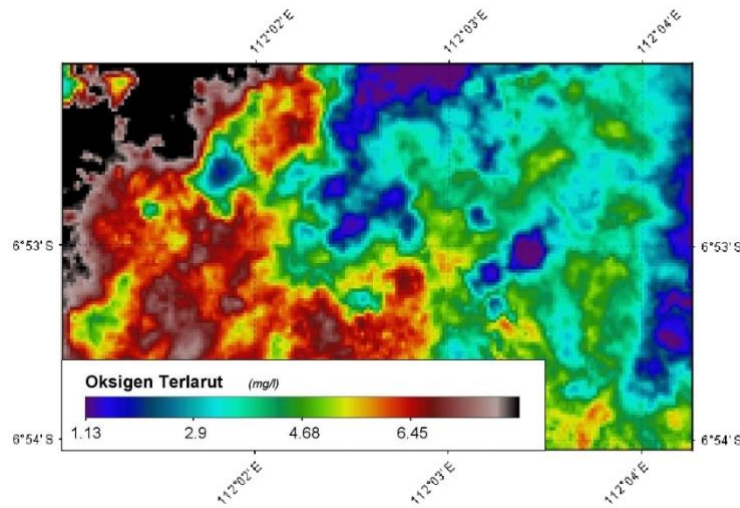 112°02' E
112°03' E
112°04' E
6°53' S
6°53' S
Oksigen Terlarut (mg/l)
1.13
2.9
4.68
6.45
6°54' S
6°54' S
112°02' E
112°03' E
112°04' E